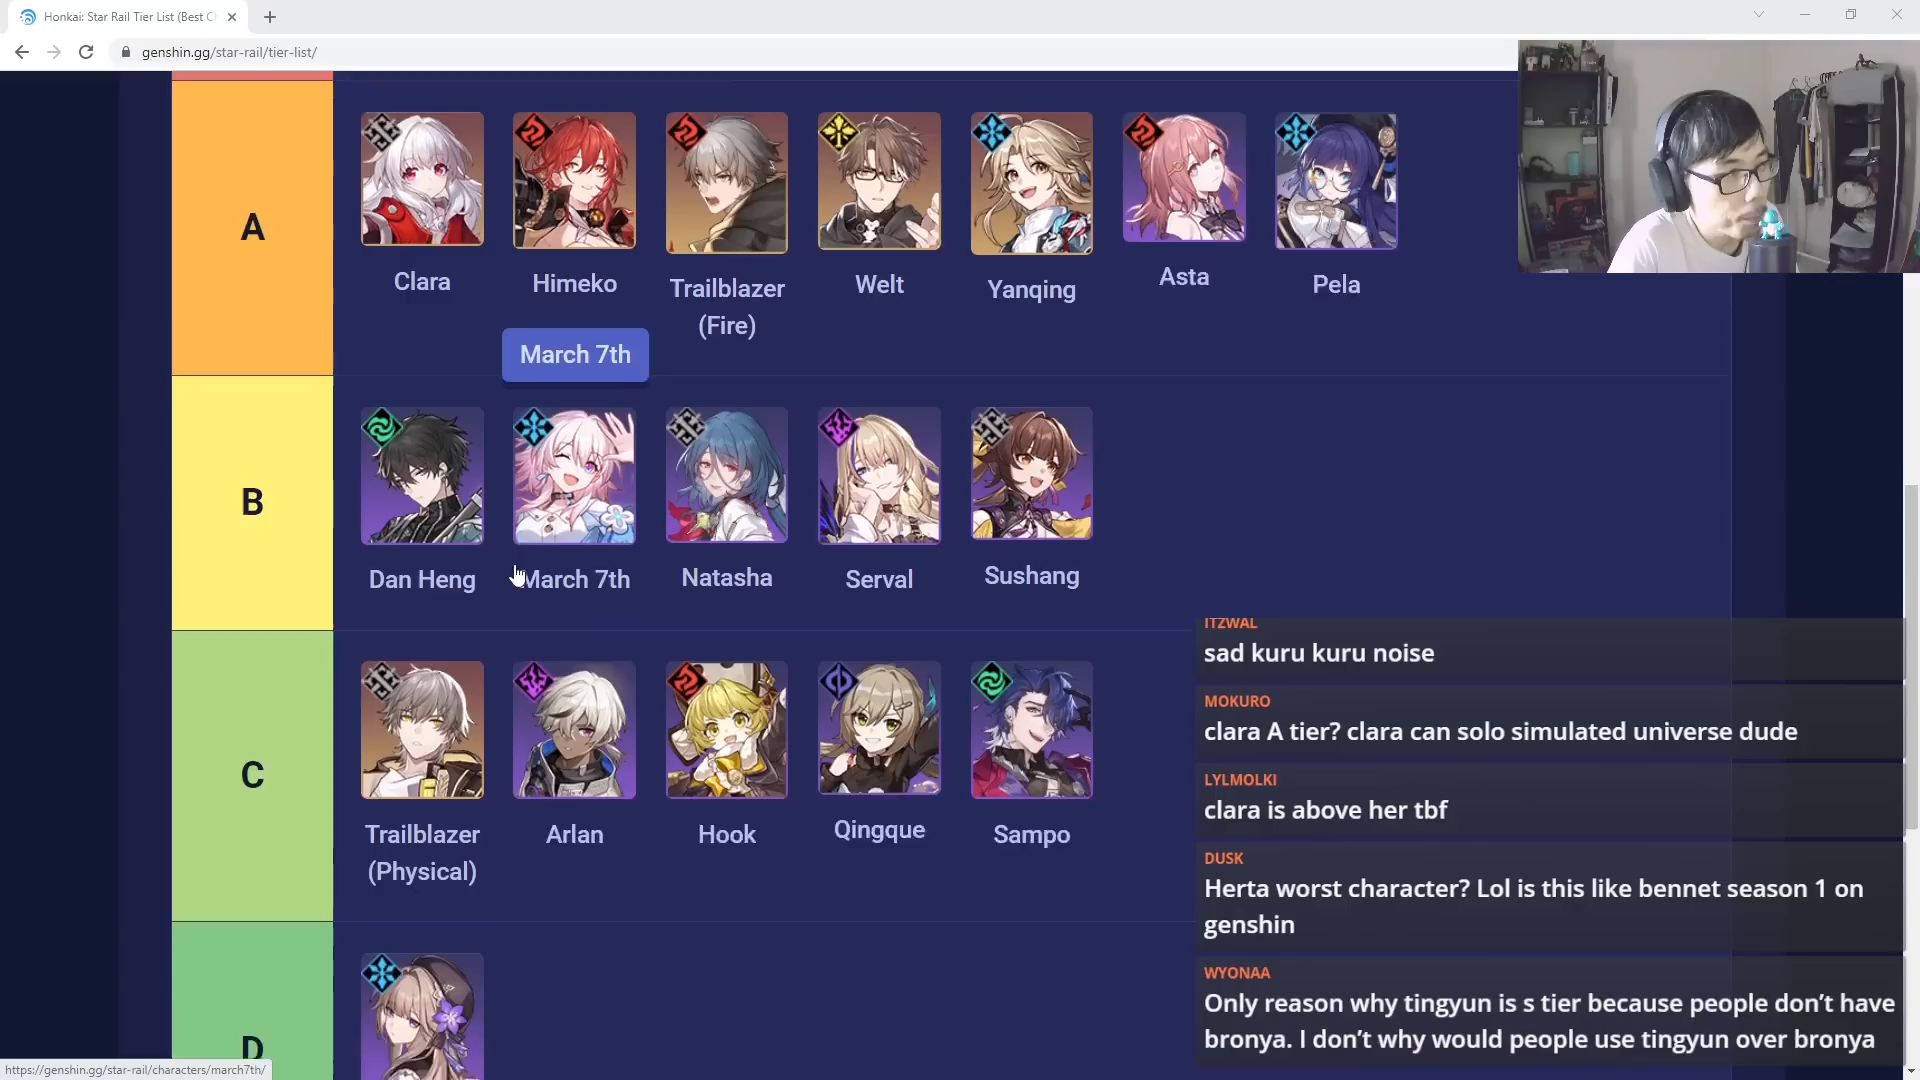 Honkai: Star Rail Tier List (Best C
genshin.gg/star-rail/tier-list/
A
Clara
Himeko
Trailblazer
(Fire)
Welt
Yanqing
Asta
Pela
March 7th
B
Dan Heng
March 7th
Natasha
Serval
Sushang
C
Trailblazer
(Physical)
Arlan
Hook
Qingque
Sampo
D
ITZWAL
sad kuru kuru noise
MOKURO
clara A tier? clara can solo simulated universe dude
LYLMOLKI
clara is above her tbf
DUSK
Herta worst character? Lol is this like bennet season 1 on
genshin
WYONAA
Only reason why tingyun is s tier because people don't have
bronya. I don't why would people use tingyun over bronya
https://genshin.gg/star-rail/characters/march7th/